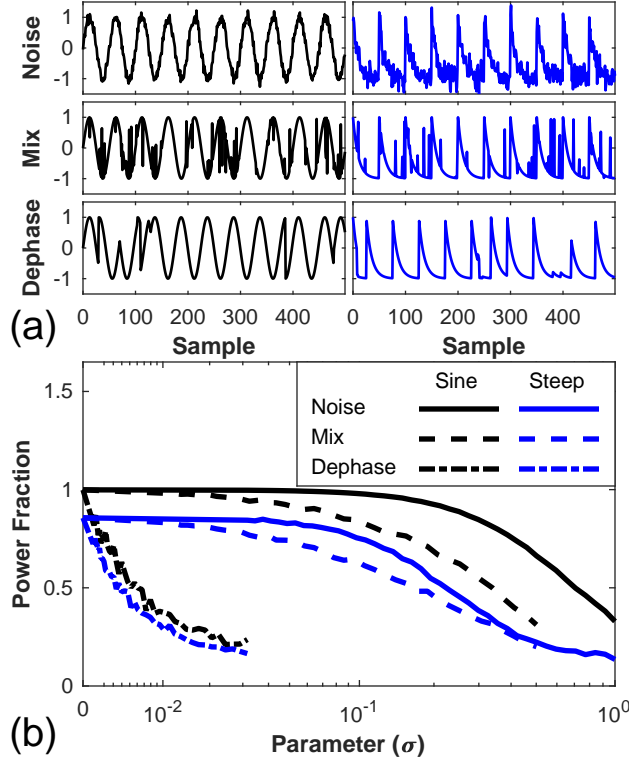 Noise
1
0
-1
Mix
1
0
-1
Dephase
1
0
-1
0 100 200 300 400 0 100 200 300 400
Sample Sample
(a)
Sine Steep
Noise
Mix
Dephase
1.5
1
0.5
0
Power Fraction
0 10-2 10-1 100
Parameter (σ)
(b)